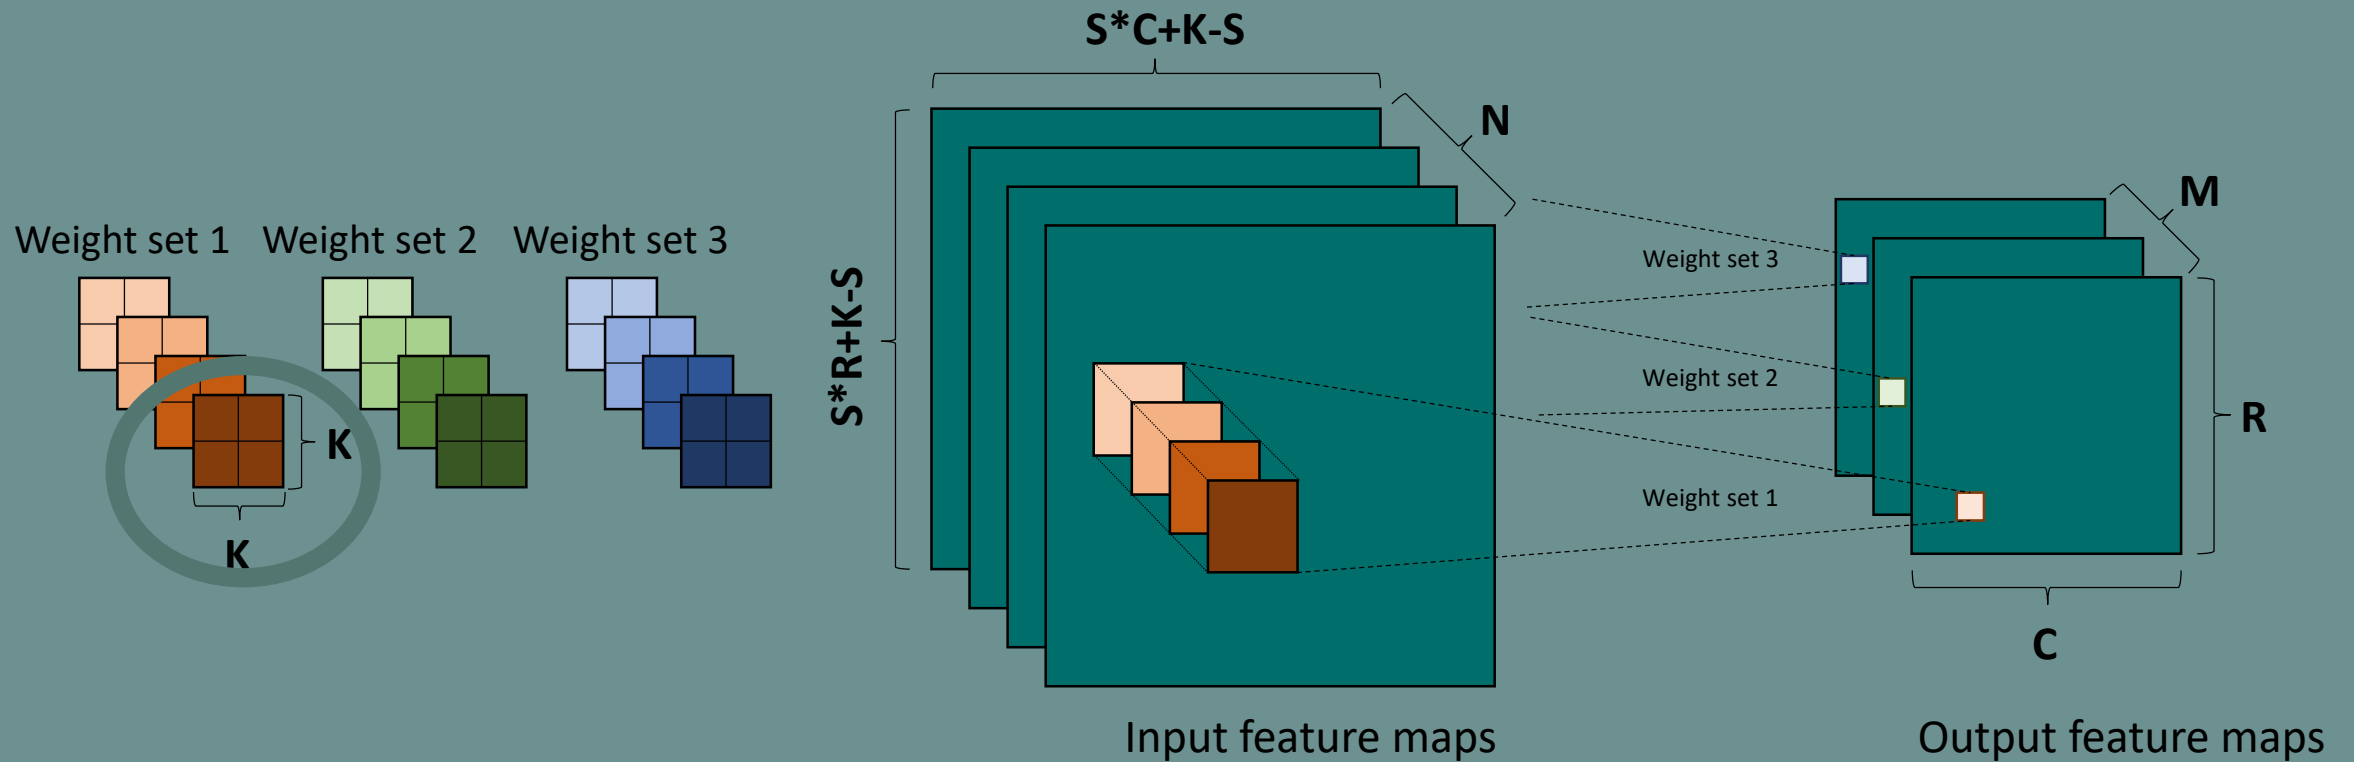 S*C+K-S
N
M
Weight set 1
Weight set 2
Weight set 3
Weight set 3
S*R+K-S
Weight set 2
R
K
Weight set 1
K
C
Input feature maps
Output feature maps